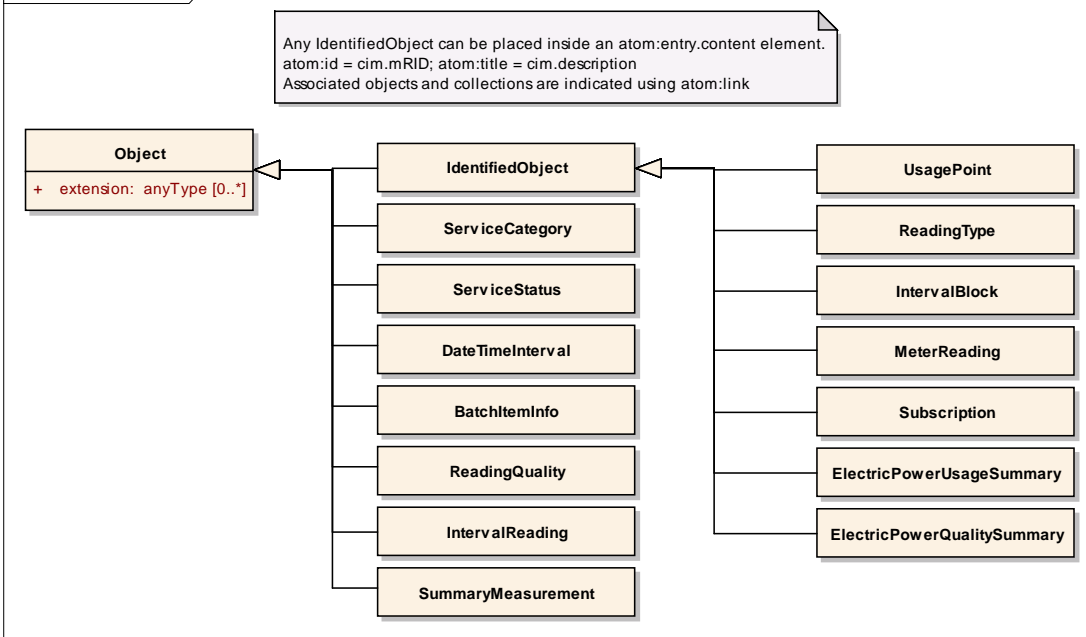 Any IdentifiedObject can be placed inside an atom:entry.content element.
atom:id = cim.mRID; atom:title = cim.description
Associated objects and collections are indicated using atom:link
Object
+ extension: anyType [0..*]
IdentifiedObject
ServiceCategory
ServiceStatus
DateTimeInterval
BatchItemInfo
ReadingQuality
IntervalReading
SummaryMeasurement
UsagePoint
ReadingType
IntervalBlock
MeterReading
Subscription
ElectricPowerUsageSummary
ElectricPowerQualitySummary